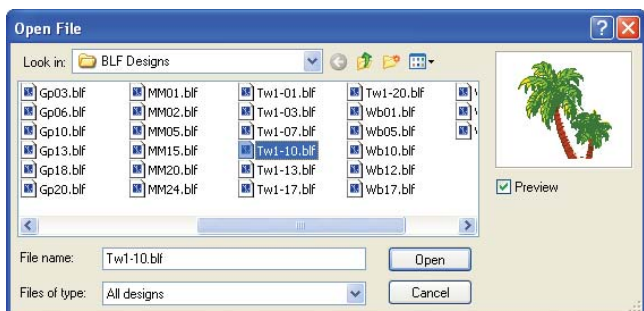 Open File
Look in: BLF Designs
Gp03.blf MM01.blf Tw1-01.blf Tw1-20.blf
Gp06.blf MM02.blf Tw1-03.blf Wb01.blf
Gp10.blf MM05.blf Tw1-07.blf Wb05.blf
Gp13.blf MM15.blf Tw1-10.blf Wb10.blf
Gp18.blf MM20.blf Tw1-13.blf Wb12.blf
Gp20.blf MM24.blf Tw1-17.blf Wb17.blf
Preview
File name: Tw1-10.blf Open
Files of type: All designs Cancel